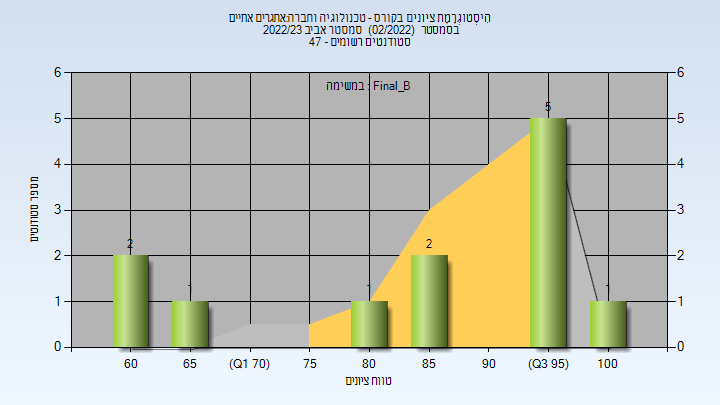 היסטוגרמת ציונים בקורס - טכנולוגיה וחברה:אתגרים אתיים
בסמסטר (02/2022) סמסטר אביב 2022/23
סטודנטים רשומים - 47
במשימה : Final_B
6 6
5 5 5
4 4
3 3
2 2 2 2
1 1 1 1 1
0 0
60 65 (Q1 70) 75 80 85 90 (Q3 95) 100
טווח ציונים
מספר סטודנטים